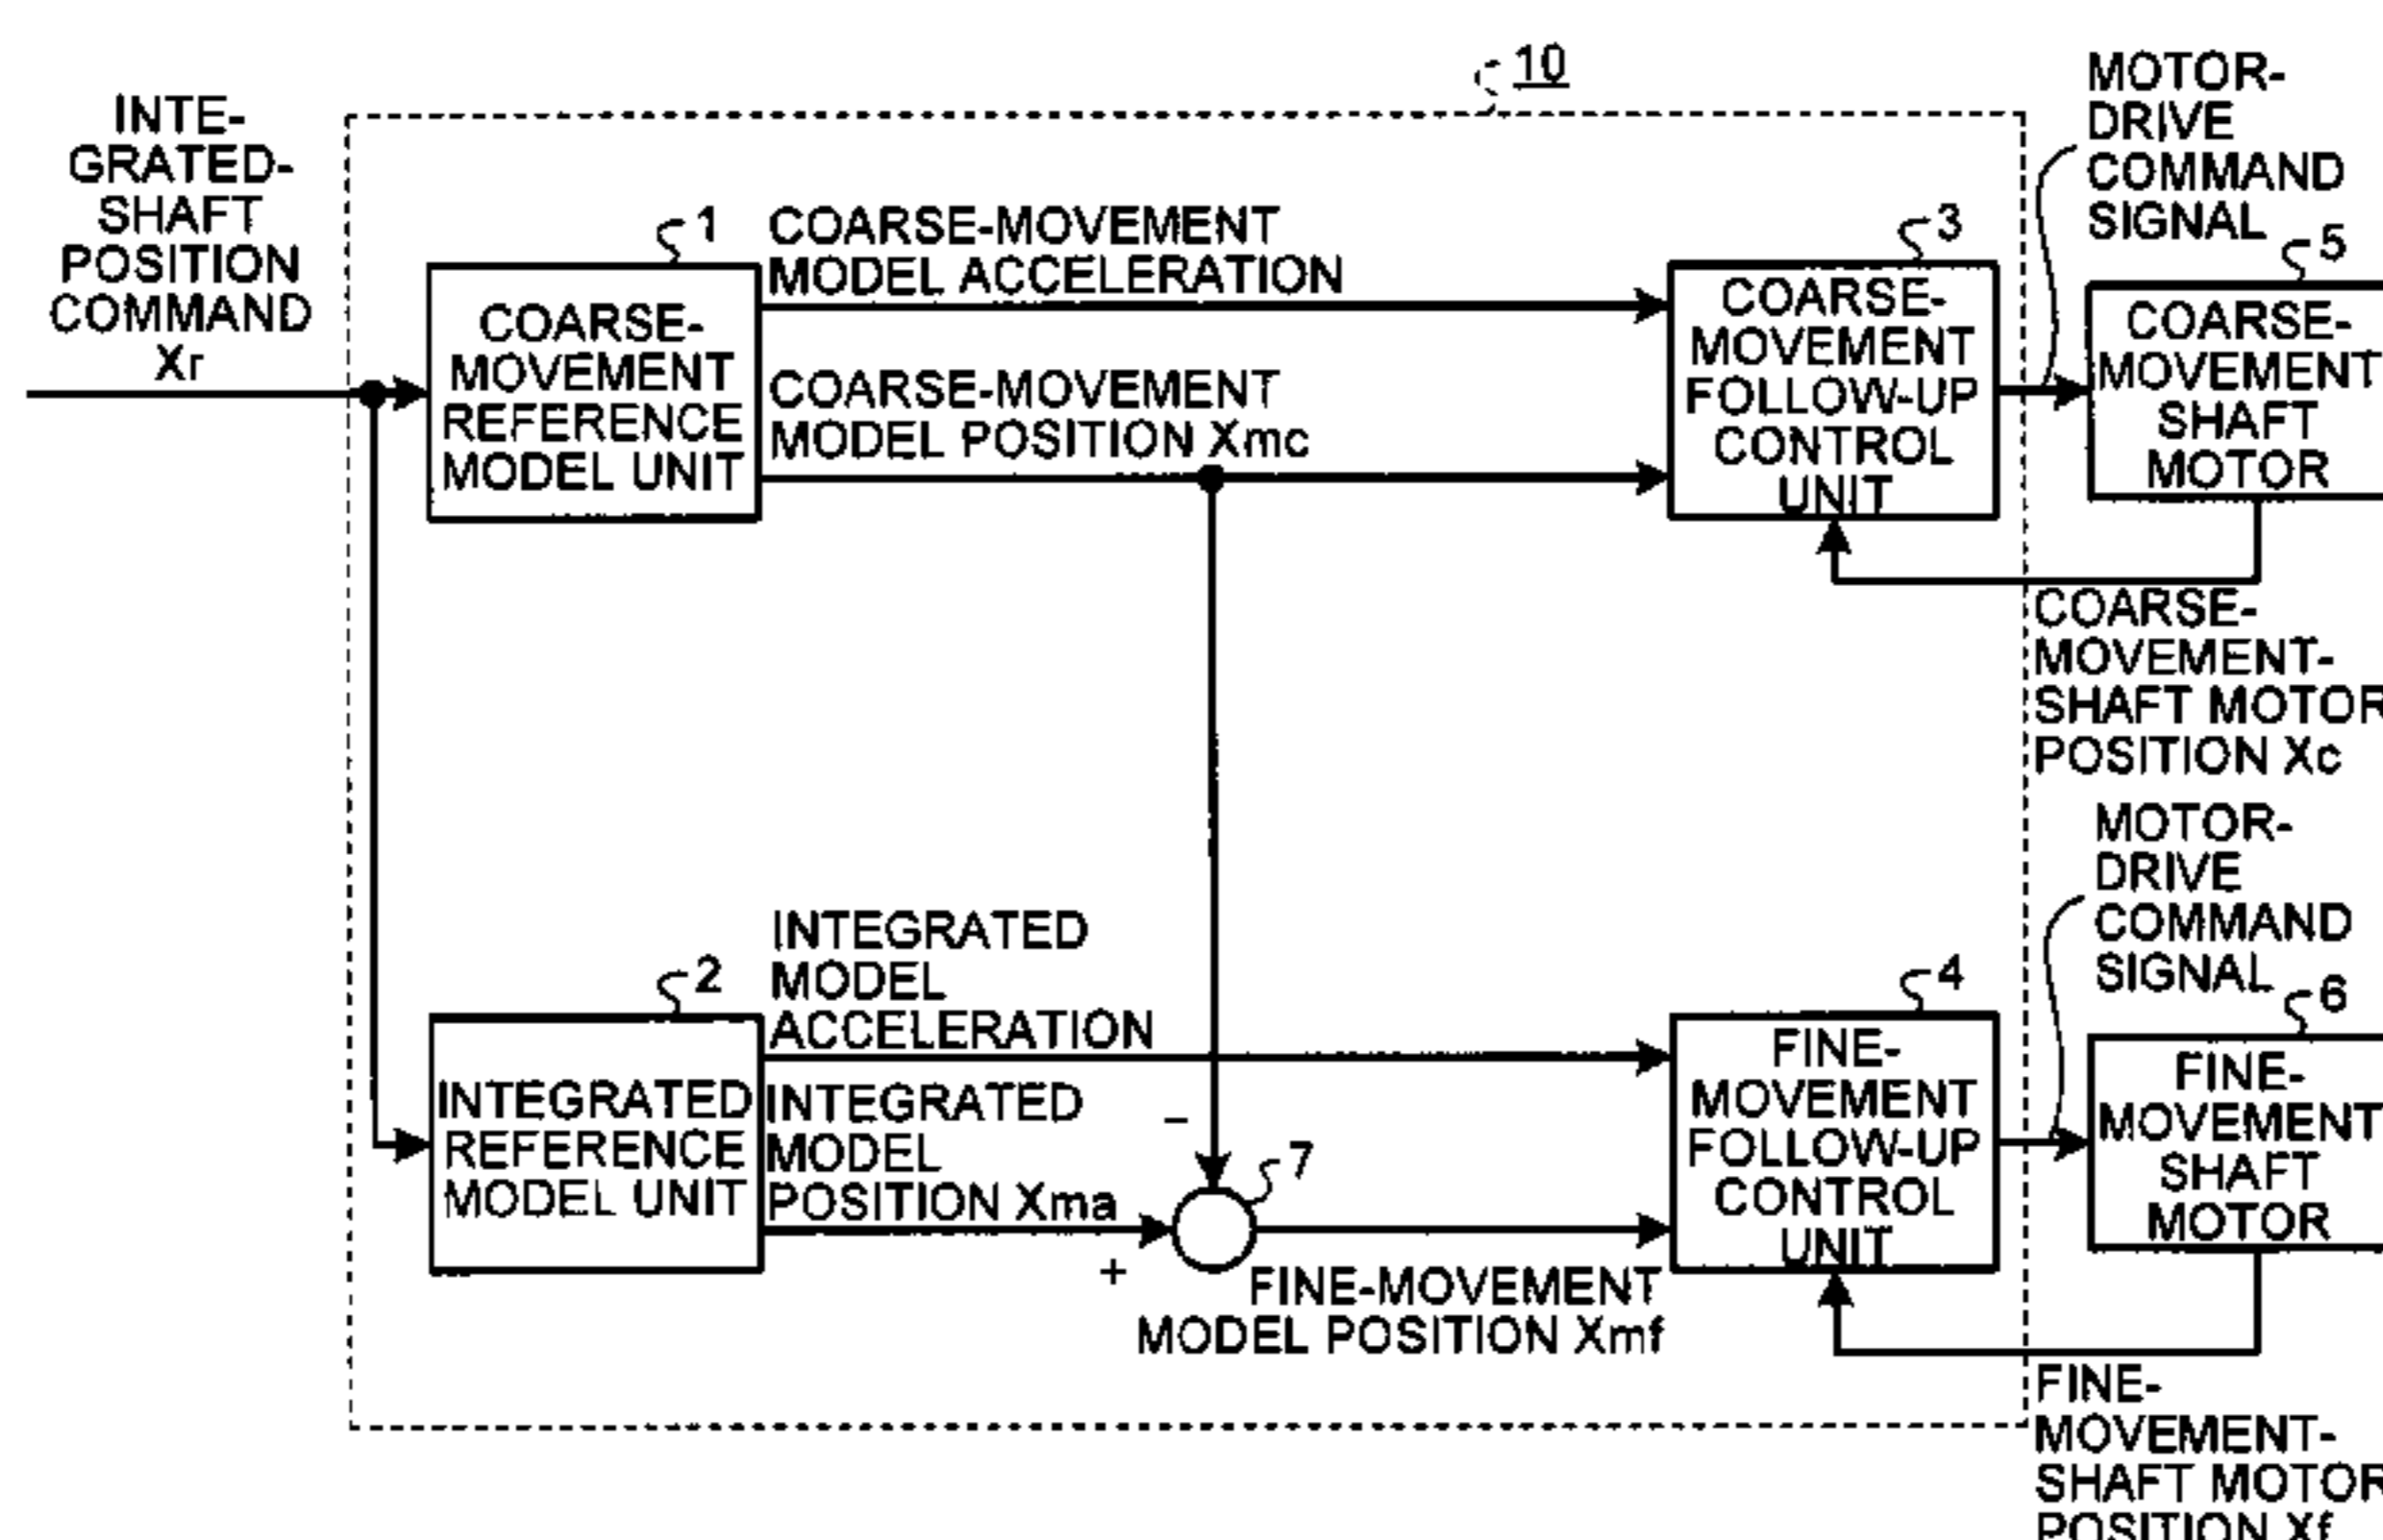 10
INTE-
GRATED-
SHAFT
POSITION
COMMAND
Xr
1
COARSE-
MOVEMENT
REFERENCE
MODEL UNIT
COARSE-MOVEMENT
MODEL ACCELERATION
COARSE-MOVEMENT
MODEL POSITION Xmc
3
COARSE-
MOVEMENT
FOLLOW-UP
CONTROL
UNIT
MOTOR-
DRIVE
COMMAND
SIGNAL
5
COARSE-
MOVEMENT
SHAFT
MOTOR
COARSE-
MOVEMENT-
SHAFT MOTOR
POSITION Xc
2
INTEGRATED
REFERENCE
MODEL UNIT
INTEGRATED
MODEL
ACCELERATION
INTEGRATED
MODEL
POSITION Xma
−
+
7
FINE-MOVEMENT
MODEL POSITION Xmf
4
FINE-
MOVEMENT
FOLLOW-UP
CONTROL
UNIT
MOTOR-
DRIVE
COMMAND
SIGNAL
6
FINE-
MOVEMENT
SHAFT
MOTOR
FINE-
MOVEMENT-
SHAFT MOTOR
POSITION Xf